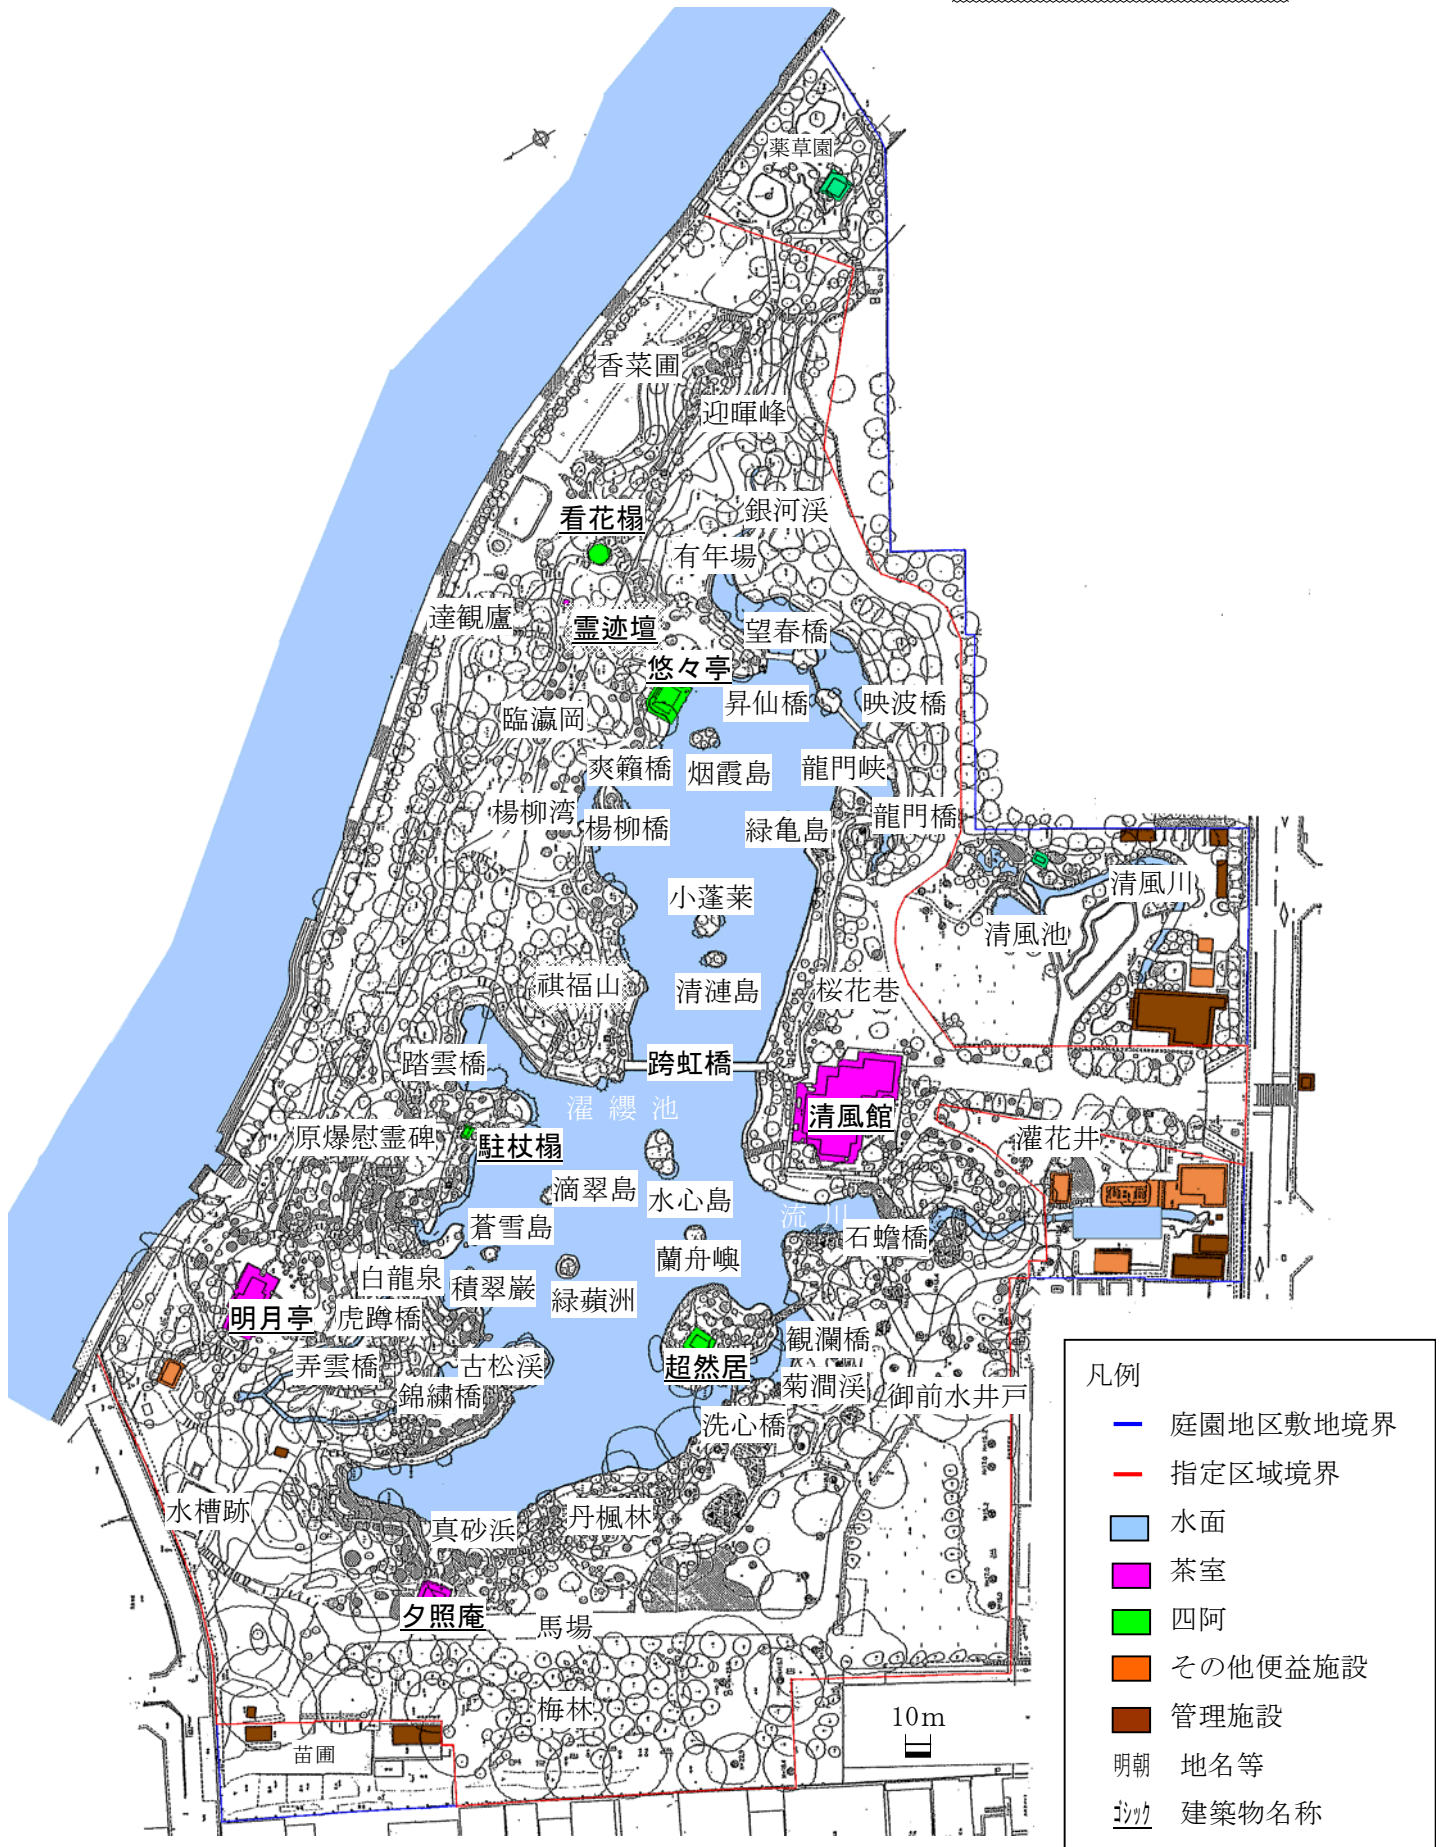 薬草園
香菜圃
迎暉峰
銀河渓
看花榻
有年場
達観廬
霊迹壇
望春橋
悠々亭
昇仙橋
映波橋
臨瀛岡
爽籟橋
烟霞島
龍門峡
楊柳湾
楊柳橋
緑亀島
龍門橋
清風川
小蓬莱
清風池
祺福山
清漣島
桜花巷
踏雲橋
跨虹橋
濯纓池
清風館
原爆慰霊碑
駐杖榻
灌花井
滴翠島
水心島
蒼雪島
流川
石蟾橋
蘭舟嶼
白龍泉
積翠巌
緑蘋洲
明月亭
虎蹲橋
観瀾橋
弄雲橋
古松渓
超然居
錦繍橋
菊澗渓
御前水井戸
洗心橋
水槽跡
真砂浜
丹楓林
夕照庵
馬場
梅林
苗圃
10m
凡例
庭園地区敷地境界
指定区域境界
水面
茶室
四阿
その他便益施設
管理施設
明朝 地名等
ゴシック 建築物名称